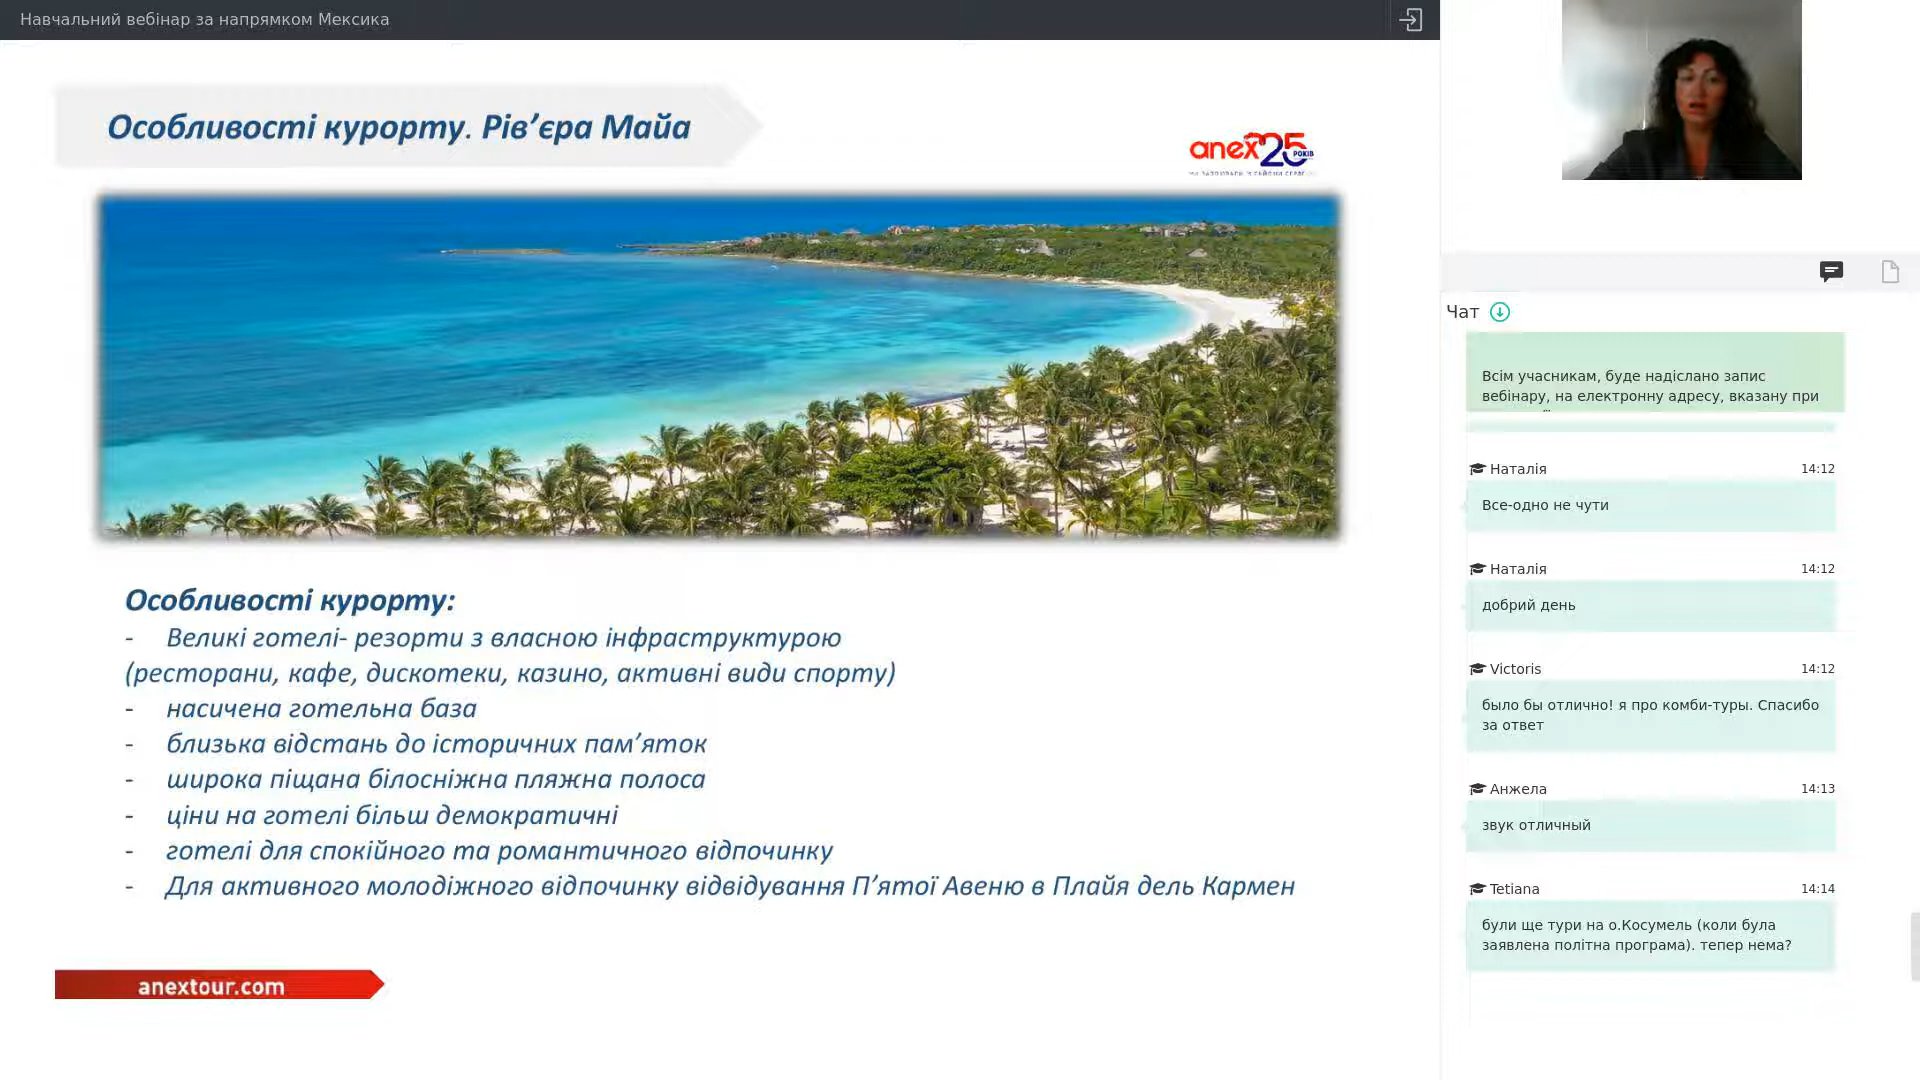 Навчальний вебінар за напрямком Мексика
Особливості курорту. Рів’єра Майа
anex 25 РОКІВ
Особливості курорту:
- Великі готелі- резорти з власною інфраструктурою
(ресторани, кафе, дискотеки, казино, активні види спорту)
- насичена готельна база
- близька відстань до історичних пам’яток
- широка піщана білосніжна пляжна полоса
- ціни на готелі більш демократичні
- готелі для спокійного та романтичного відпочинку
- Для активного молодіжного відпочинку відвідування П’ятої Авеню в Плайя дель Кармен
anextour.com
Чат
Всім учасникам, буде надіслано запис
вебінару, на електронну адресу, вказану при
Наталія 14:12
Все-одно не чути
Наталія 14:12
добрий день
Victoris 14:12
было бы отлично! я про комби-туры. Спасибо
за ответ
Анжела 14:13
звук отличный
Tetiana 14:14
були ще тури на о.Косумель (коли була
заявлена політна програма). тепер нема?